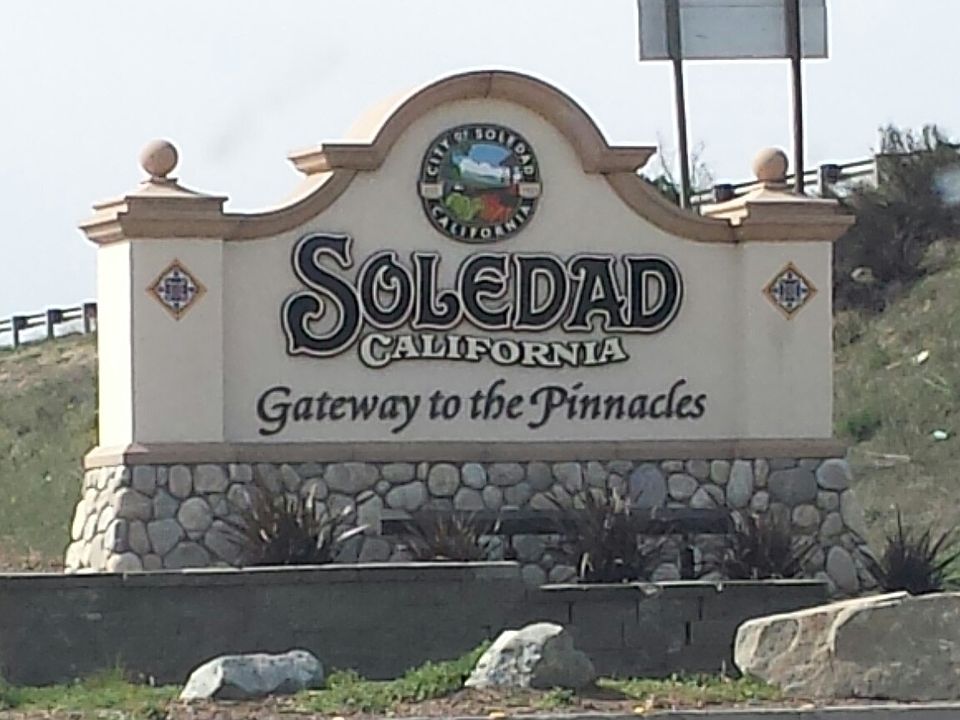 CITY OF SOLEDAD
CALIFORNIA
SOLEDAD
CALIFORNIA
Gateway to the Pinnacles